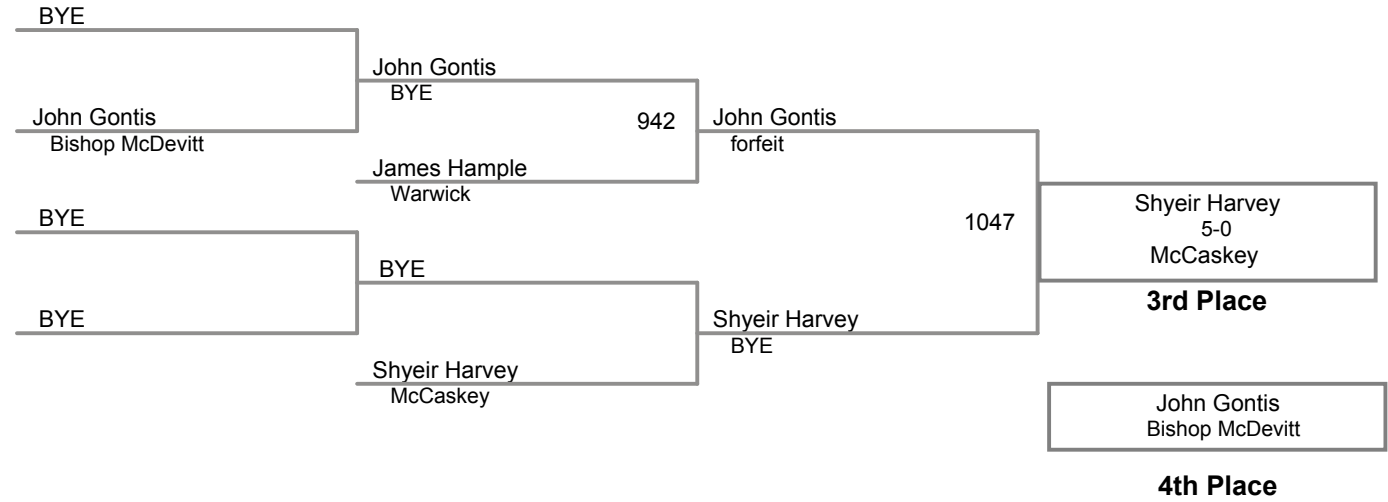 BYE
John Gontis
BYE
John Gontis
Bishop McDevitt
942
John Gontis
forfeit
James Hample
Warwick
BYE
1047
Shyeir Harvey
5-0
McCaskey
3rd Place
BYE
BYE
Shyeir Harvey
BYE
Shyeir Harvey
McCaskey
John Gontis
Bishop McDevitt
4th Place